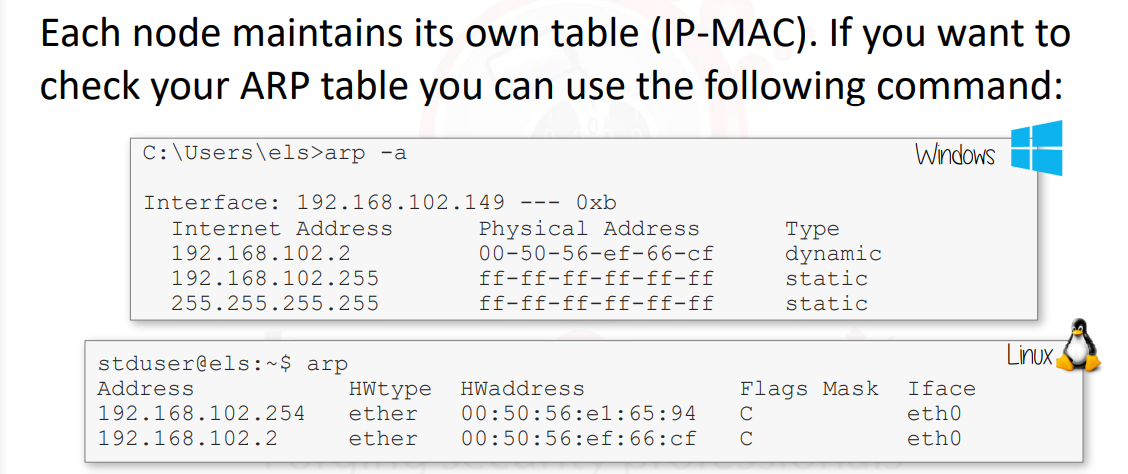 Each node maintains its own table (IP-MAC). If you want to
check your ARP table you can use the following command:
C:\Users\els>arp -a
Windows
Interface: 192.168.102.149 --- 0xb
Internet Address Physical Address Type
192.168.102.2 00-50-56-ef-66-cf dynamic
192.168.102.255 ff-ff-ff-ff-ff-ff static
255.255.255.255 ff-ff-ff-ff-ff-ff static
Linux
stduser@els:~$ arp
Address HWtype HWaddress Flags Mask Iface
192.168.102.254 ether 00:50:56:e1:65:94 C eth0
192.168.102.2 ether 00:50:56:ef:66:cf C eth0